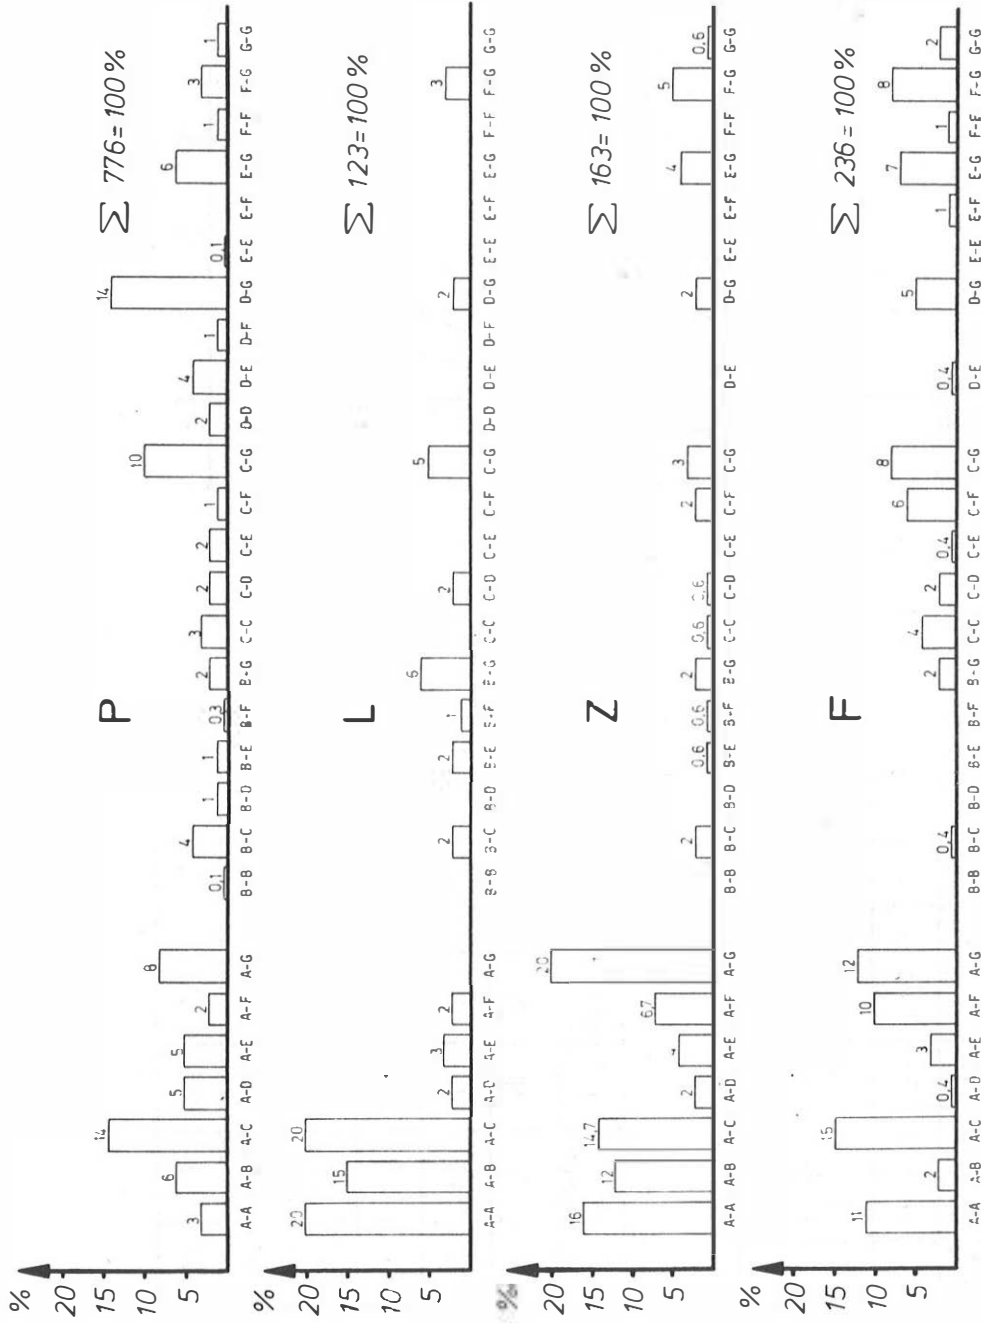 %
20
15
10
5
P
∑ 776=100%
3 6 14 5 5 2 8 0,1 4 1 1 0,3 2 3 2 2 1 10 2 4 1 14 0,1 6 1 3 1
A-A A-B A-C A-D A-E A-F A-G B-B B-C B-D B-E B-F B-G C-C C-D C-E C-F C-G D-D D-E D-F D-G E-E E-F E-G F-F F-G G-G
%
20
15
10
5
L
∑ 123=100%
20 15 20 2 3 2 2 2 1 6 2 5 2 3
A-A A-B A-C A-D A-E A-F B-B B-C B-D B-E B-F B-G C-C C-D C-E C-F C-G D-D D-E D-F D-G E-E E-F E-G F-F F-G
%
20
15
10
5
Z
∑ 163=100%
16 12 14,7 2 4 6,7 20 2 0,6 0,6 2 0,6 0,6 2 3 2 4 5 0,6
A-A A-B A-C A-D A-E A-F A-G B-B B-C B-D B-E B-F B-G C-C C-D C-E C-F C-G D-E D-G E-E E-F E-G F-F F-G G-G
%
20
15
10
5
F
∑ 236=100%
11 2 15 0,4 3 10 12 0,4 2 4 2 0,4 6 8 0,4 5 1 7 1 8 2
A-A A-B A-C A-D A-E A-F A-G B-B B-C B-D B-E B-F B-G C-C C-D C-E C-F C-G D-E D-G E-E E-F E-G F-F F-G G-G